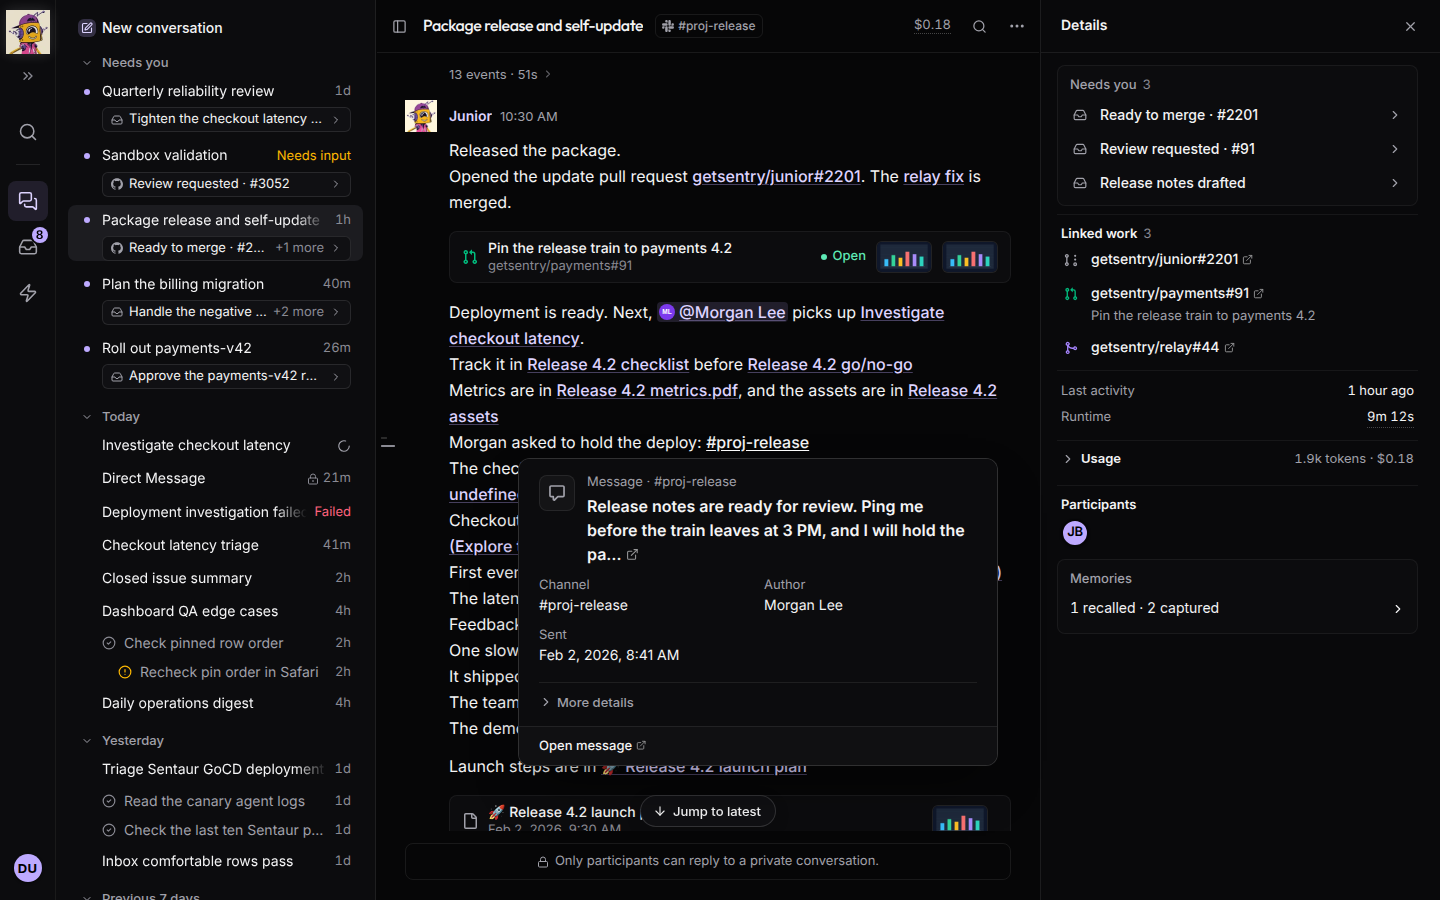 New conversation
Needs you
Quarterly reliability review 1d
Tighten the checkout latency ...
Sandbox validation Needs input
Review requested · #3052
Package release and self-update 1h
Ready to merge · #2... +1 more
8
Plan the billing migration 40m
Handle the negative ... +2 more
Roll out payments-v42 26m
Approve the payments-v42 r...
Today
Investigate checkout latency
Direct Message 21m
Deployment investigation failed Failed
Checkout latency triage 41m
Closed issue summary 2h
Dashboard QA edge cases 4h
Check pinned row order 2h
Recheck pin order in Safari 2h
Daily operations digest 4h
Yesterday
Triage Sentaur GoCD deployment 1d
Read the canary agent logs 1d
Check the last ten Sentaur p... 1d
Inbox comfortable rows pass 1d
Previous 7 days
DU
Package release and self-update #proj-release $0.18
13 events · 51s
Junior 10:30 AM
Released the package.
Opened the update pull request getsentry/junior#2201. The relay fix is
merged.
Pin the release train to payments 4.2
getsentry/payments#91
Open
Deployment is ready. Next, ML @Morgan Lee picks up Investigate
checkout latency.
Track it in Release 4.2 checklist before Release 4.2 go/no-go
Metrics are in Release 4.2 metrics.pdf, and the assets are in Release 4.2
assets
Morgan asked to hold the deploy: #proj-release
The chec
undefine
Checkout
(Explore
First ever )
The laten
Feedback
One slow
It shipped
The team
The demo
Message · #proj-release
Release notes are ready for review. Ping me
before the train leaves at 3 PM, and I will hold the
pa...
Channel Author
#proj-release Morgan Lee
Sent
Feb 2, 2026, 8:41 AM
More details
Open message
Launch steps are in 🚀 Release 4.2 launch plan
🚀 Release 4.2 launch
Feb 2, 2026, 9:30 AM
Jump to latest
Only participants can reply to a private conversation.
Details
Needs you 3
Ready to merge · #2201
Review requested · #91
Release notes drafted
Linked work 3
getsentry/junior#2201
getsentry/payments#91
Pin the release train to payments 4.2
getsentry/relay#44
Last activity 1 hour ago
Runtime 9m 12s
Usage 1.9k tokens · $0.18
Participants
JB
Memories
1 recalled · 2 captured